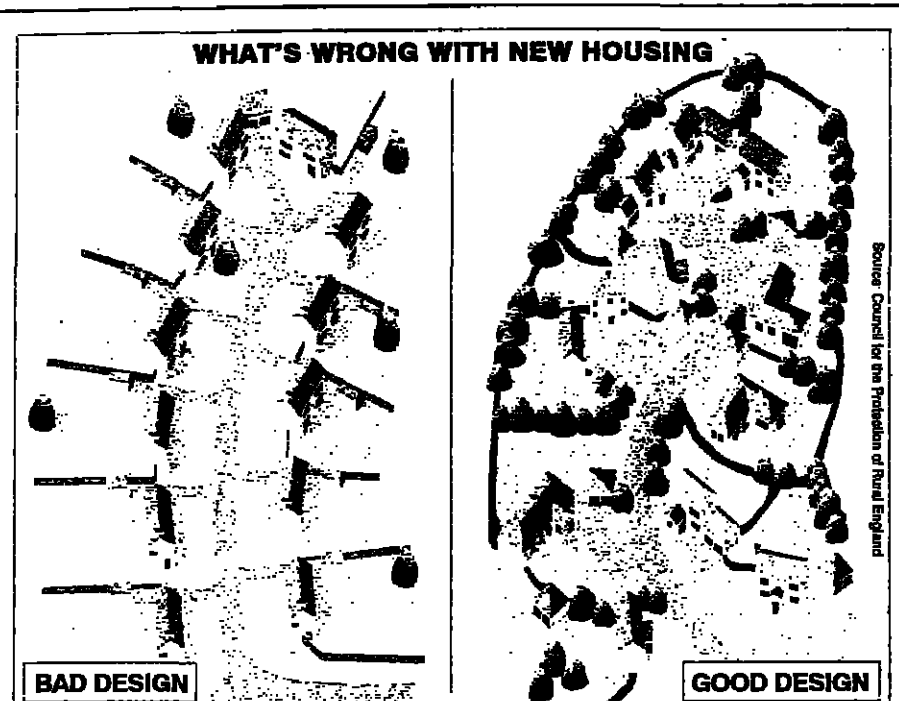 WHAT'S WRONG WITH NEW HOUSING
Source: Council for the Protection of Rural England
BAD DESIGN
GOOD DESIGN